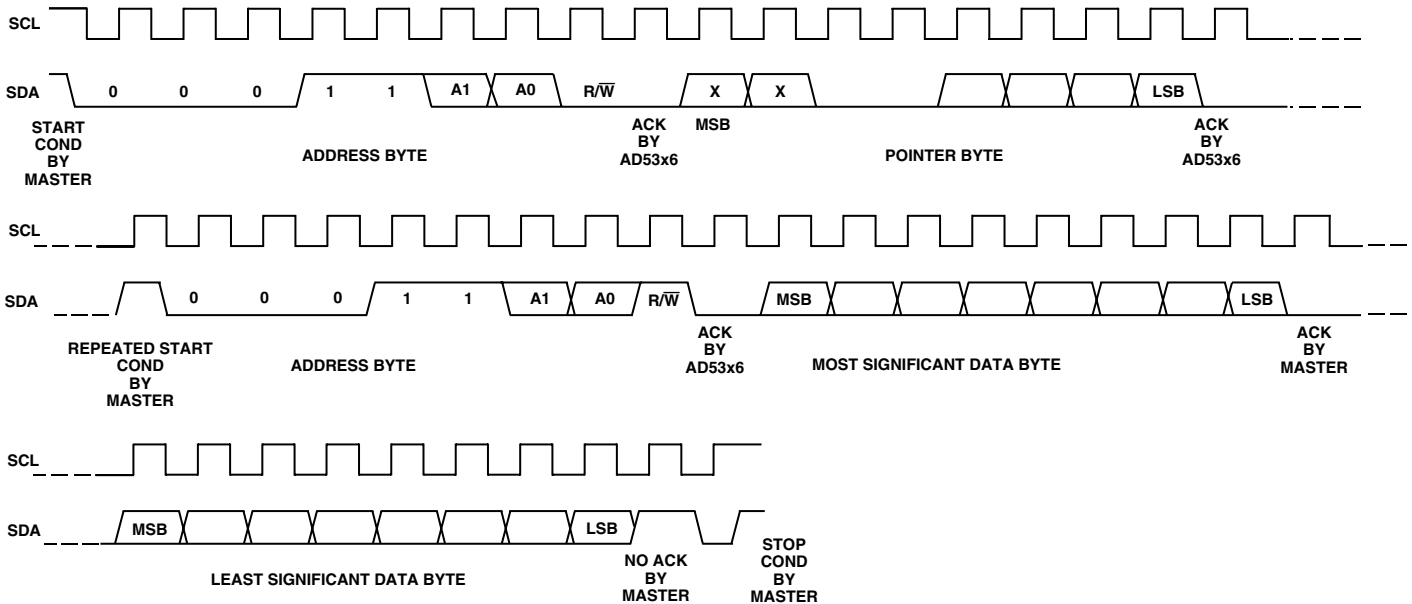 SCL
SDA 0 0 0 1 1 A1 A0 R/W̅ X X LSB
START COND BY MASTER
ADDRESS BYTE
ACK BY AD53x6
MSB
POINTER BYTE
ACK BY AD53x6
SCL
SDA 0 0 0 1 1 A1 A0 R/W̅ MSB LSB
REPEATED START COND BY MASTER
ADDRESS BYTE
ACK BY AD53x6
MOST SIGNIFICANT DATA BYTE
ACK BY MASTER
SCL
SDA MSB LSB
LEAST SIGNIFICANT DATA BYTE
NO ACK BY MASTER
STOP COND BY MASTER